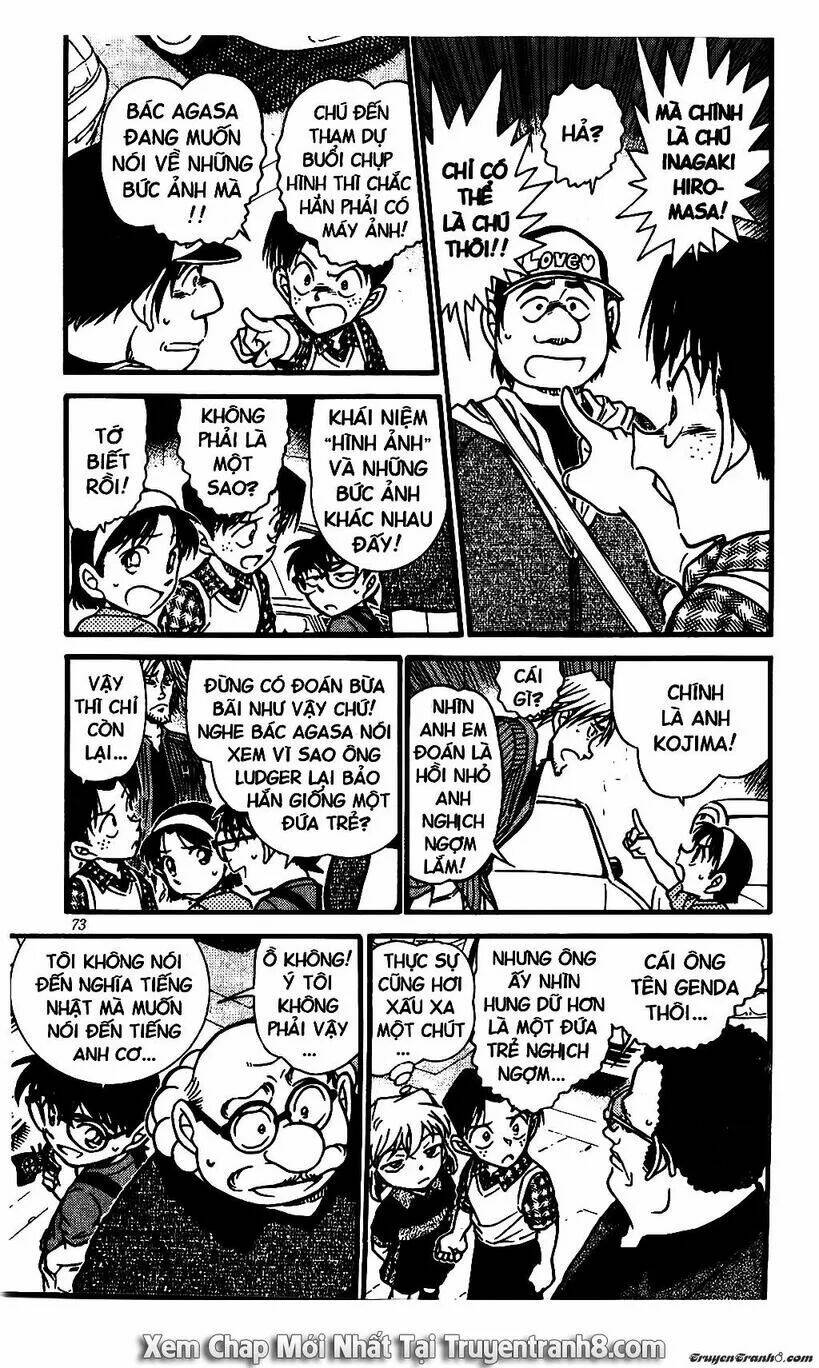 MÀ CHÍNH
LÀ CHÚ
INAGAKI
HIRO-
MASA!
HẢ?
CHỈ CÓ
THỂ
LÀ CHÚ
THÔI!!
LOVE♥
CHÚ ĐẾN
THAM DỰ
BUỔI CHỤP
HÌNH THÌ CHẮC
HẲN PHẢI CÓ
MÁY ẢNH!
BÁC AGASA
ĐANG MUỐN
NÓI VỀ NHỮNG
BỨC ẢNH MÀ
!!
KHÁI NIỆM
"HÌNH ẢNH"
VÀ NHỮNG
BỨC ẢNH
KHÁC NHAU
ĐẤY!
KHÔNG
PHẢI LÀ
MỘT
SAO?
TỚ
BIẾT
RỒI!
CHÍNH
LÀ ANH
KOJIMA!
CÁI
GÌ?
NHÌN
ANH EM
ĐOÁN LÀ
HỒI NHỎ
ANH
NGHỊCH
NGỢM
LẮM!
ĐỪNG CÓ ĐOÁN BỪA
BÃI NHƯ VẬY CHỨ!
NGHE BÁC AGASA NÓI
XEM VÌ SAO ÔNG
LUDGER LẠI BẢO
HẮN GIỐNG MỘT
ĐỨA TRẺ?
VẬY
THÌ CHỈ
CÒN
LẠI...
73
CÁI ÔNG
TÊN GENDA
THÔI...
NHƯNG ÔNG
ẤY NHÌN
HUNG DỮ HƠN
LÀ MỘT ĐỨA
TRẺ NGHỊCH
NGỢM...
THỰC SỰ
CŨNG HƠI
XẤU XA
MỘT CHÚT
...
Ồ KHÔNG!
Ý TÔI
KHÔNG
PHẢI VẬY
...
TÔI KHÔNG NÓI
ĐẾN NGHĨA TIẾNG
NHẬT MÀ MUỐN
NÓI ĐẾN TIẾNG
ANH CƠ...
Xem Chap Mới Nhất Tại Truyentranh8.com
TruyenTranh8.com